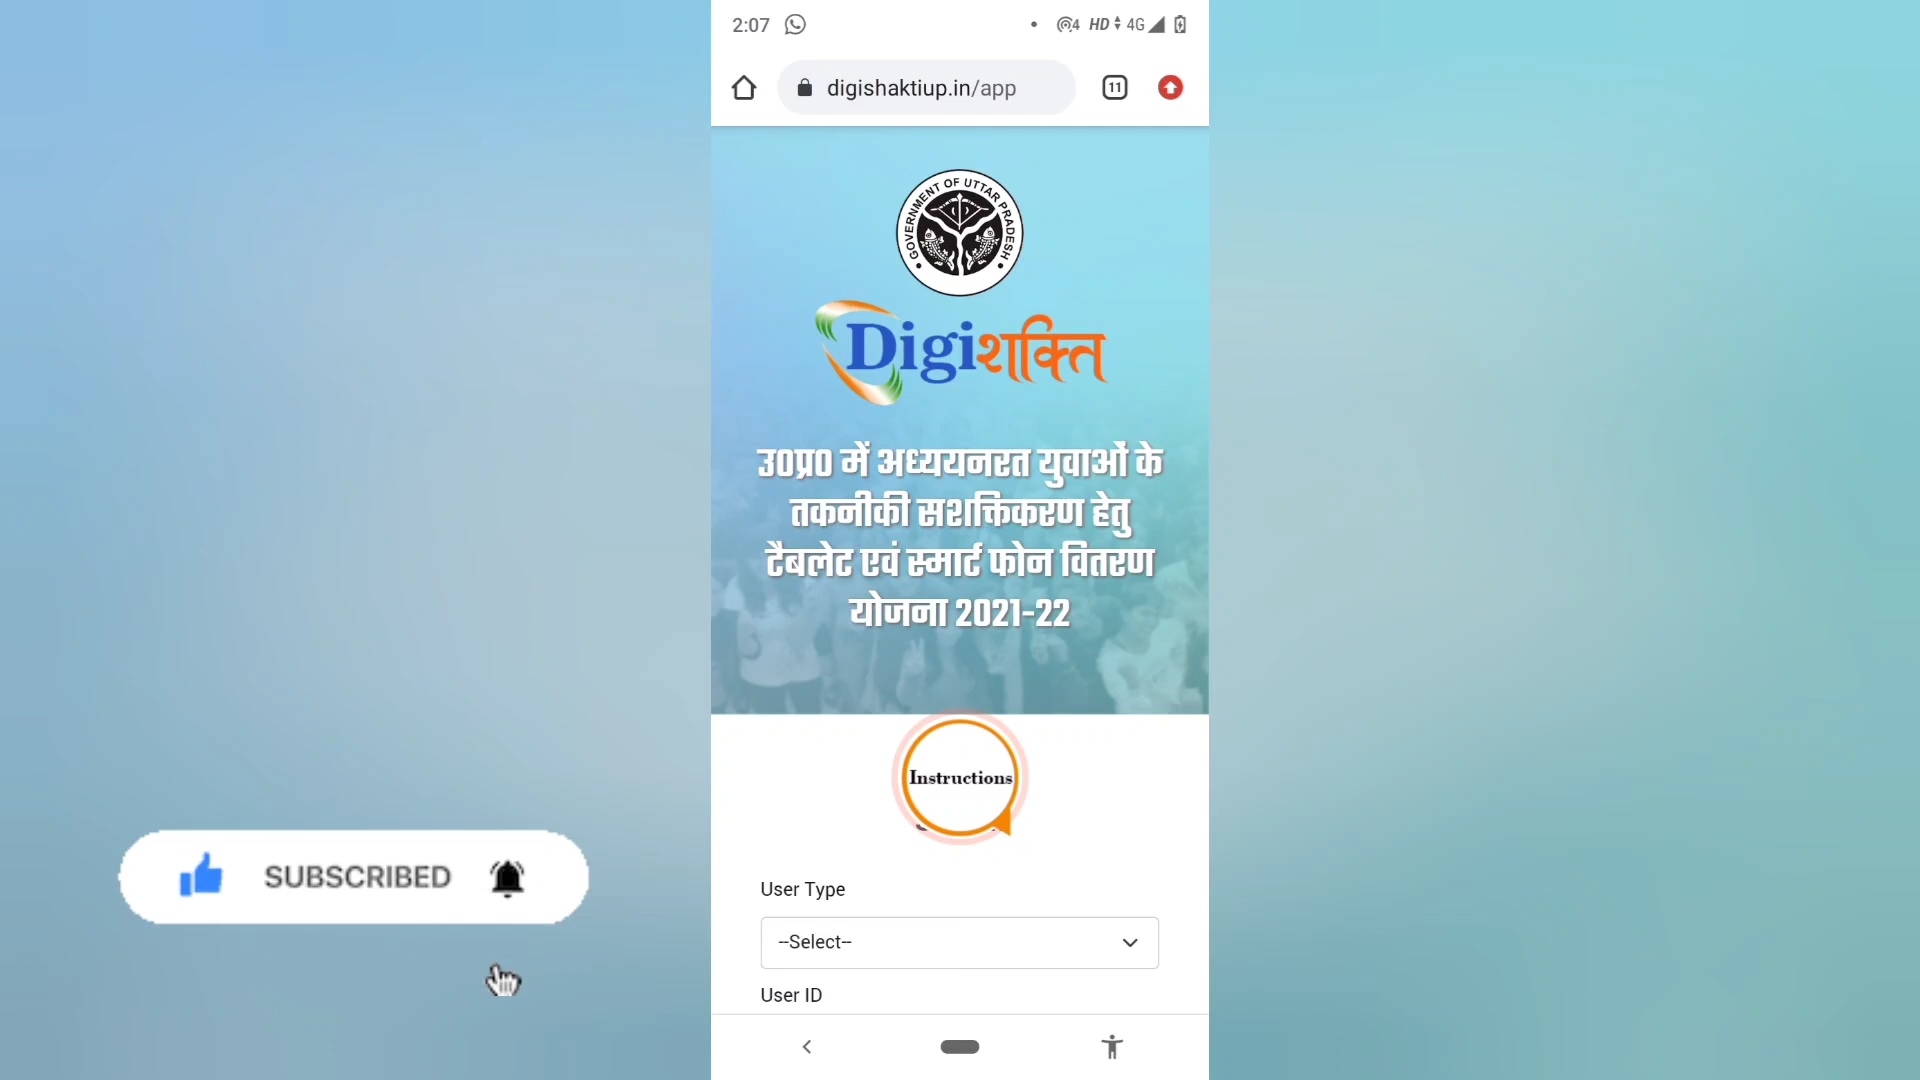 2:07
4 HD 4G
digishaktiup.in/app
11
GOVERNMENT OF UTTAR PRADESH
Digiशक्ति
उ0प्र0 में अध्ययनरत युवाओं के
तकनीकी सशक्तिकरण हेतु
टैबलेट एवं स्मार्ट फोन वितरण
योजना 2021-22
Instructions
User Type
--Select--
User ID
SUBSCRIBED